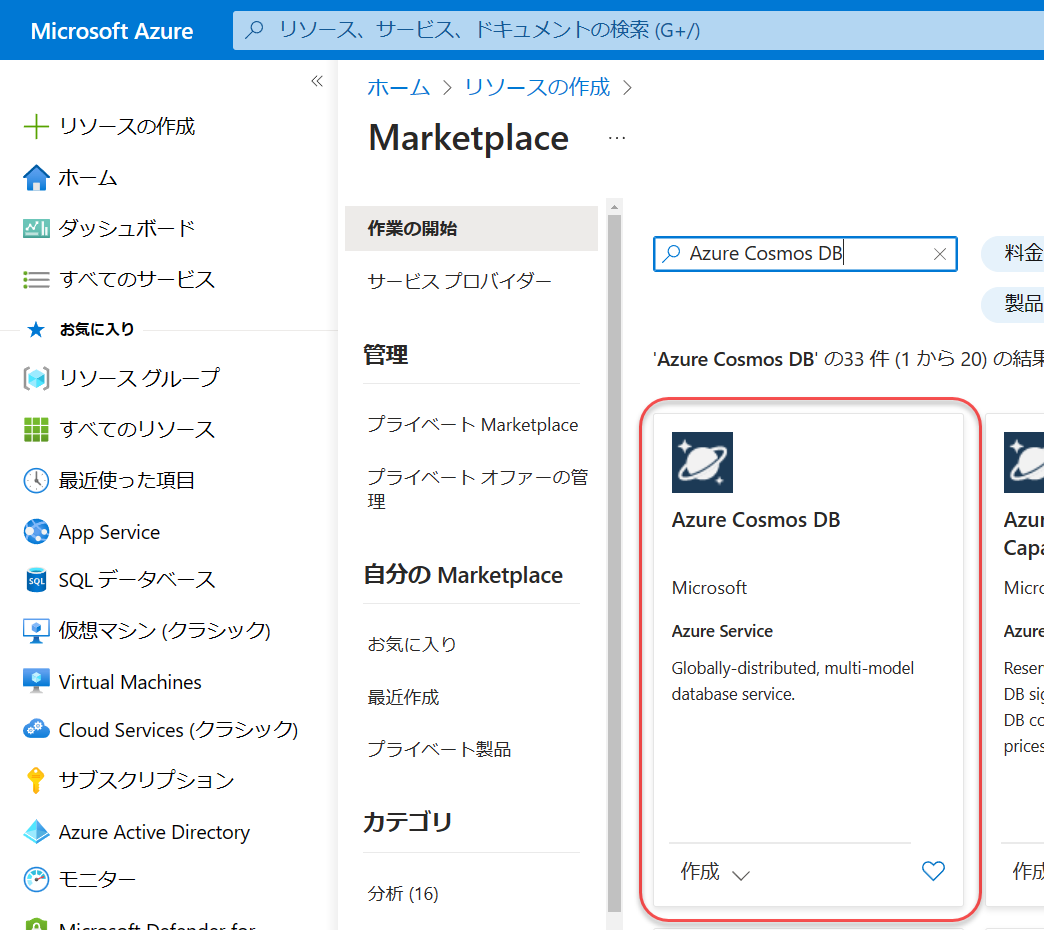 Microsoft Azure
リソース、サービス、ドキュメントの検索 (G+/)
«
リソースの作成
ホーム
ダッシュボード
すべてのサービス
お気に入り
リソース グループ
すべてのリソース
最近使った項目
App Service
SQL
SQL データベース
仮想マシン (クラシック)
Virtual Machines
Cloud Services (クラシック)
サブスクリプション
Azure Active Directory
モニター
Microsoft Defender for
ホーム > リソースの作成 >
Marketplace ...
作業の開始
サービス プロバイダー
管理
プライベート Marketplace
プライベート オファーの管
理
自分の Marketplace
お気に入り
最近作成
プライベート製品
カテゴリ
分析 (16)
Azure Cosmos DB
料金
製品
'Azure Cosmos DB' の33 件 (1 から 20) の結果
Azure Cosmos DB
Microsoft
Azure Service
Globally-distributed, multi-model
database service.
作成
Azur
Capa
Micro
Azure
Reser
DB sig
DB co
prices
作成